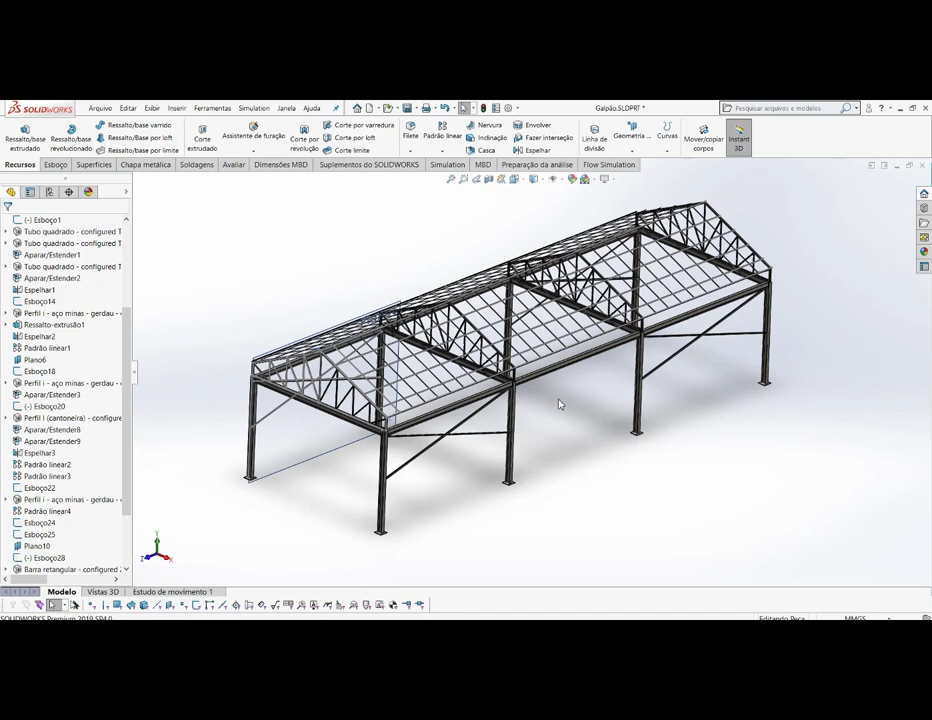 SOLIDWORKS Arquivo Editar Exibir Inserir Ferramentas Simulation Janela Ajuda Galpão.SLDPRT * Pesquisar arquivos e modelos
Ressalto/base extrudado
Ressalto/base revolucionado
Ressalto/base varrido
Ressalto/base por loft
Ressalto/base por limite
Corte extrudado
Assistente de furação
Corte por revolução
Corte por varredura
Corte por loft
Corte limite
Filete
Padrão linear
Nervura
Inclinação
Casca
Envolver
Fazer interseção
Espelhar
Linha de divisão
Geometria ...
Curvas
Mover/copiar corpos
Instant 3D
Recursos Esboço Superfícies Chapa metálica Soldagens Avaliar Dimensões MBD Suplementos do SOLIDWORKS Simulation MBD Preparação da análise Flow Simulation
(-) Esboço1
Tubo quadrado - configured T
Tubo quadrado - configured T
Aparar/Estender1
Tubo quadrado - configured T
Aparar/Estender2
Espelhar1
Esboço14
Perfil i - aço minas - gerdau -
Ressalto-extrusão1
Espelhar2
Padrão linear1
Plano6
Esboço18
Perfil i - aço minas - gerdau -
Aparar/Estender3
(-) Esboço20
Perfil l (cantoneira) - configure
Aparar/Estender8
Aparar/Estender9
Espelhar3
Padrão linear2
Padrão linear3
Esboço22
Perfil i - aço minas - gerdau -
Padrão linear4
Esboço24
Esboço25
Plano10
(-) Esboço28
Barra retangular - configured
Y
Z X
Modelo Vistas 3D Estudo de movimento 1
SOLIDWORKS Premium 2019 SP4.0 Editando Peça MMGS